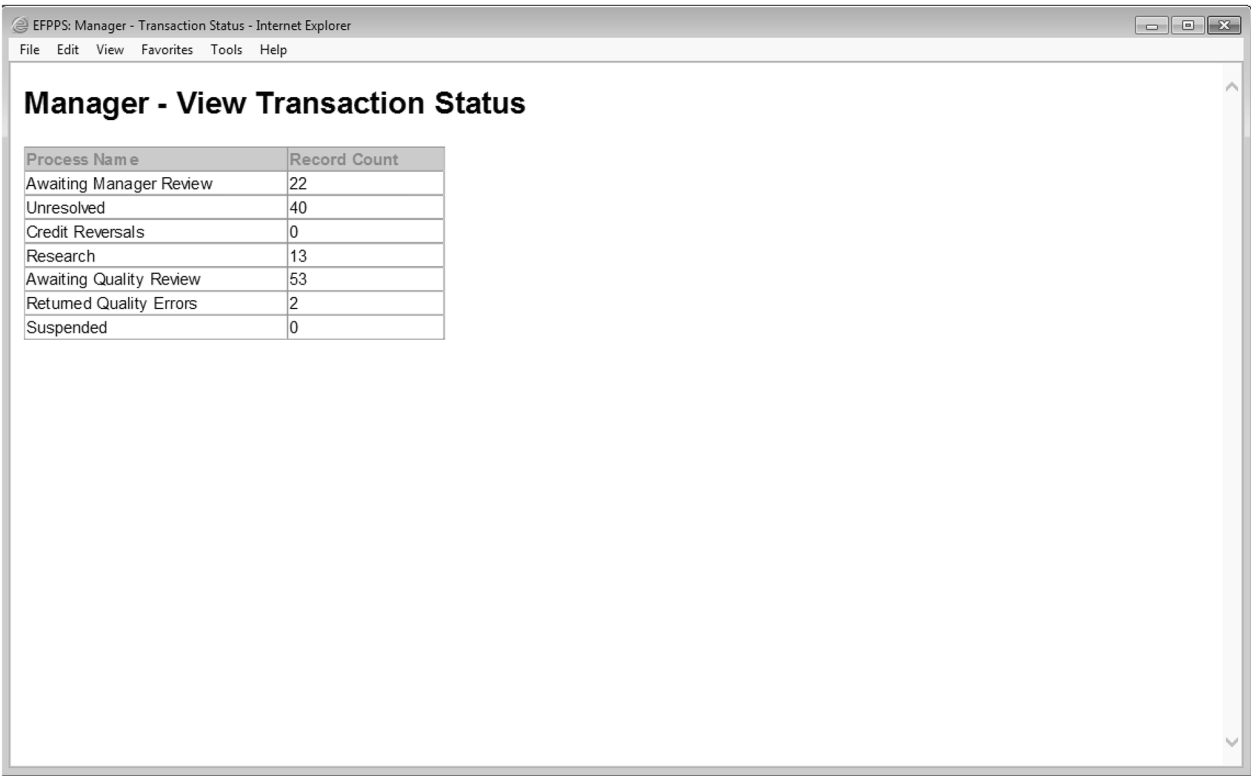 EFPPS: Manager - Transaction Status - Internet Explorer
File Edit View Favorites Tools Help
Manager - View Transaction Status
Process Name Record Count
Awaiting Manager Review 22
Unresolved 40
Credit Reversals 0
Research 13
Awaiting Quality Review 53
Returned Quality Errors 2
Suspended 0